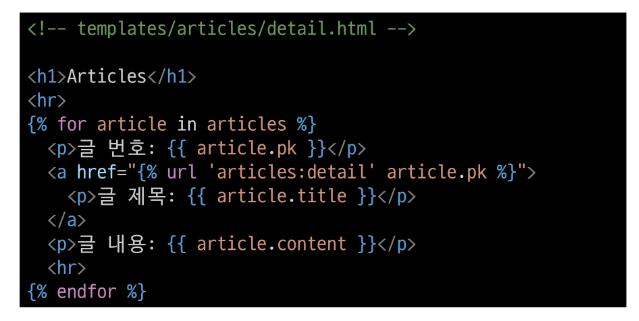 <!-- templates/articles/detail.html -->
<h1>Articles</h1>
<hr>
{% for article in articles %}
<p>글 번호: {{ article.pk }}</p>
<a href="{% url 'articles:detail' article.pk %}">
<p>글 제목: {{ article.title }}</p>
</a>
<p>글 내용: {{ article.content }}</p>
<hr>
{% endfor %}